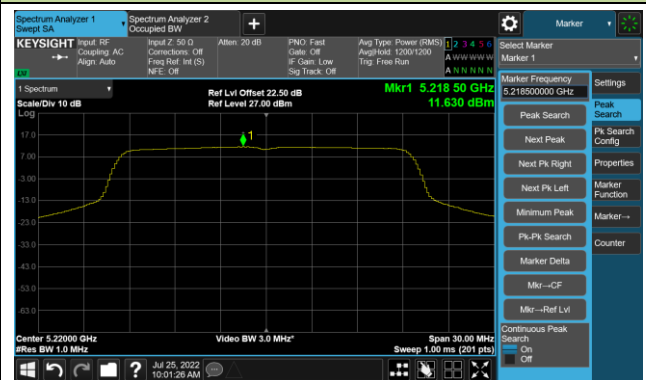 Spectrum Analyzer 1
Swept SA
Spectrum Analyzer 2
Occupied BW
+
Marker
KEYSIGHT
Input: RF
Coupling: AC
Align: Auto
Input Z: 50 Ω
Corrections: Off
Freq Ref: Int (S)
NFE: Off
Atten: 20 dB
PNO: Fast
Gate: Off
IF Gain: Low
Sig Track: Off
Avg Type: Power (RMS)
Avg|Hold: 1200/1200
Trig: Free Run
1 2 3 4 5 6
A W W W W W
A N N N N N
LXI
Select Marker
Marker 1
1 Spectrum
Scale/Div 10 dB
Log
Ref Lvl Offset 22.50 dB
Ref Level 27.00 dBm
Mkr1 5.218 50 GHz
11.630 dBm
1
17.0
7.00
-3.00
-13.0
-23.0
-33.0
-43.0
-53.0
-63.0
Center 5.22000 GHz
#Res BW 1.0 MHz
Video BW 3.0 MHz*
Span 30.00 MHz
Sweep 1.00 ms (201 pts)
Marker Frequency
5.218500000 GHz
Peak Search
Next Peak
Next Pk Right
Next Pk Left
Minimum Peak
Pk-Pk Search
Marker Delta
Mkr→CF
Mkr→Ref Lvl
Continuous Peak
Search
On
Off
Settings
Peak
Search
Pk Search
Config
Properties
Marker
Function
Marker→
Counter
?
Jul 25, 2022
10:01:26 AM